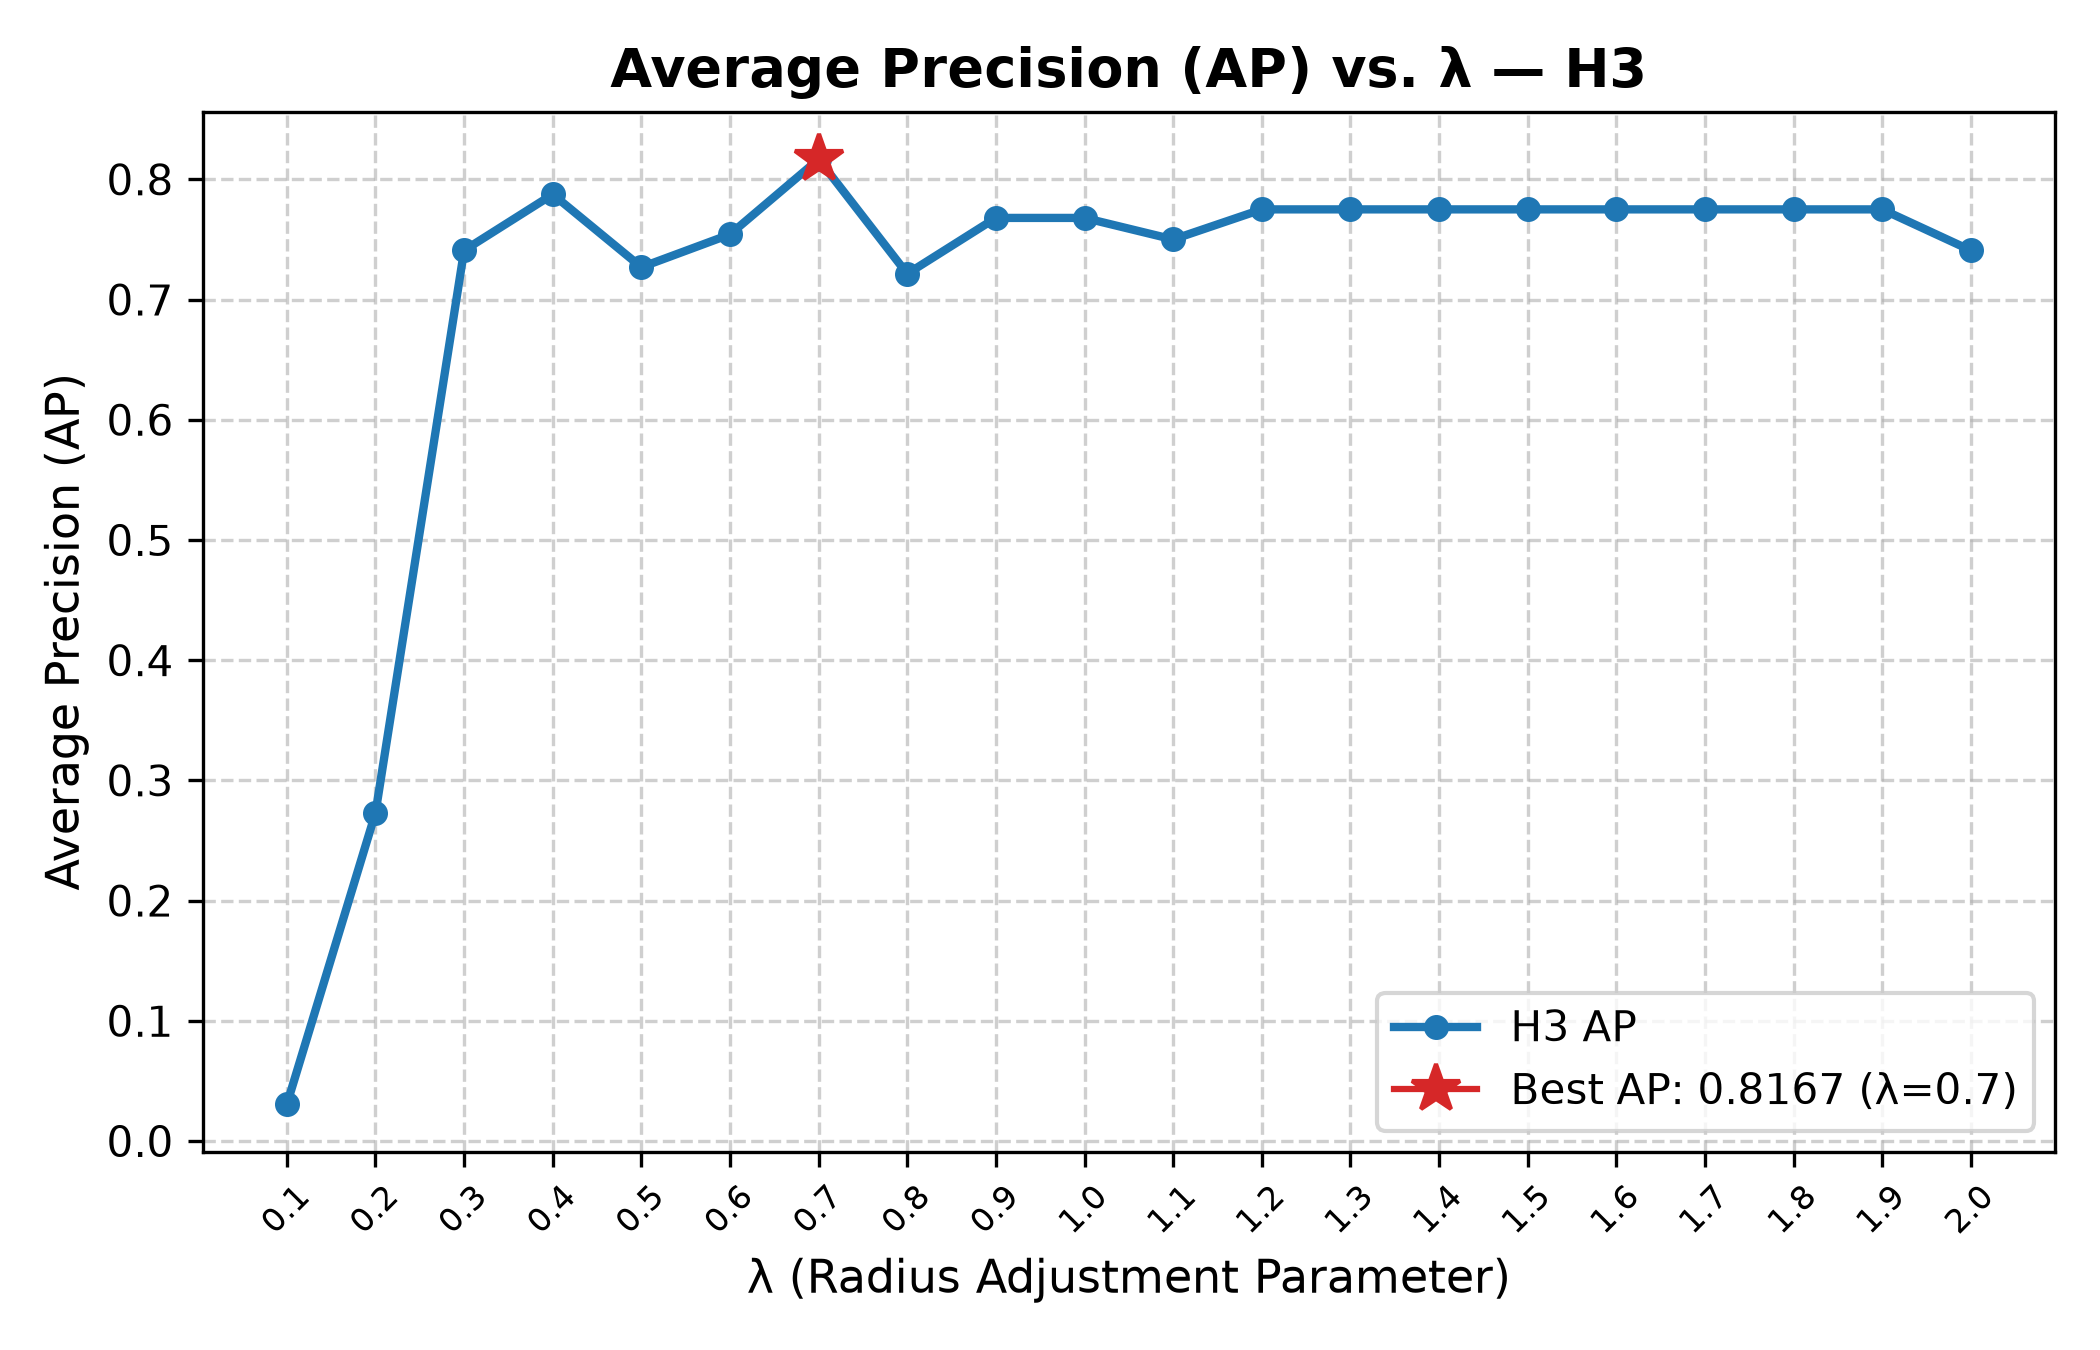 Average Precision (AP) vs. λ — H3
Average Precision (AP)
0.8
0.7
0.6
0.5
0.4
0.3
0.2
0.1
0.0
H3 AP
Best AP: 0.8167 (λ=0.7)
0.1 0.2 0.3 0.4 0.5 0.6 0.7 0.8 0.9 1.0 1.1 1.2 1.3 1.4 1.5 1.6 1.7 1.8 1.9 2.0
λ (Radius Adjustment Parameter)